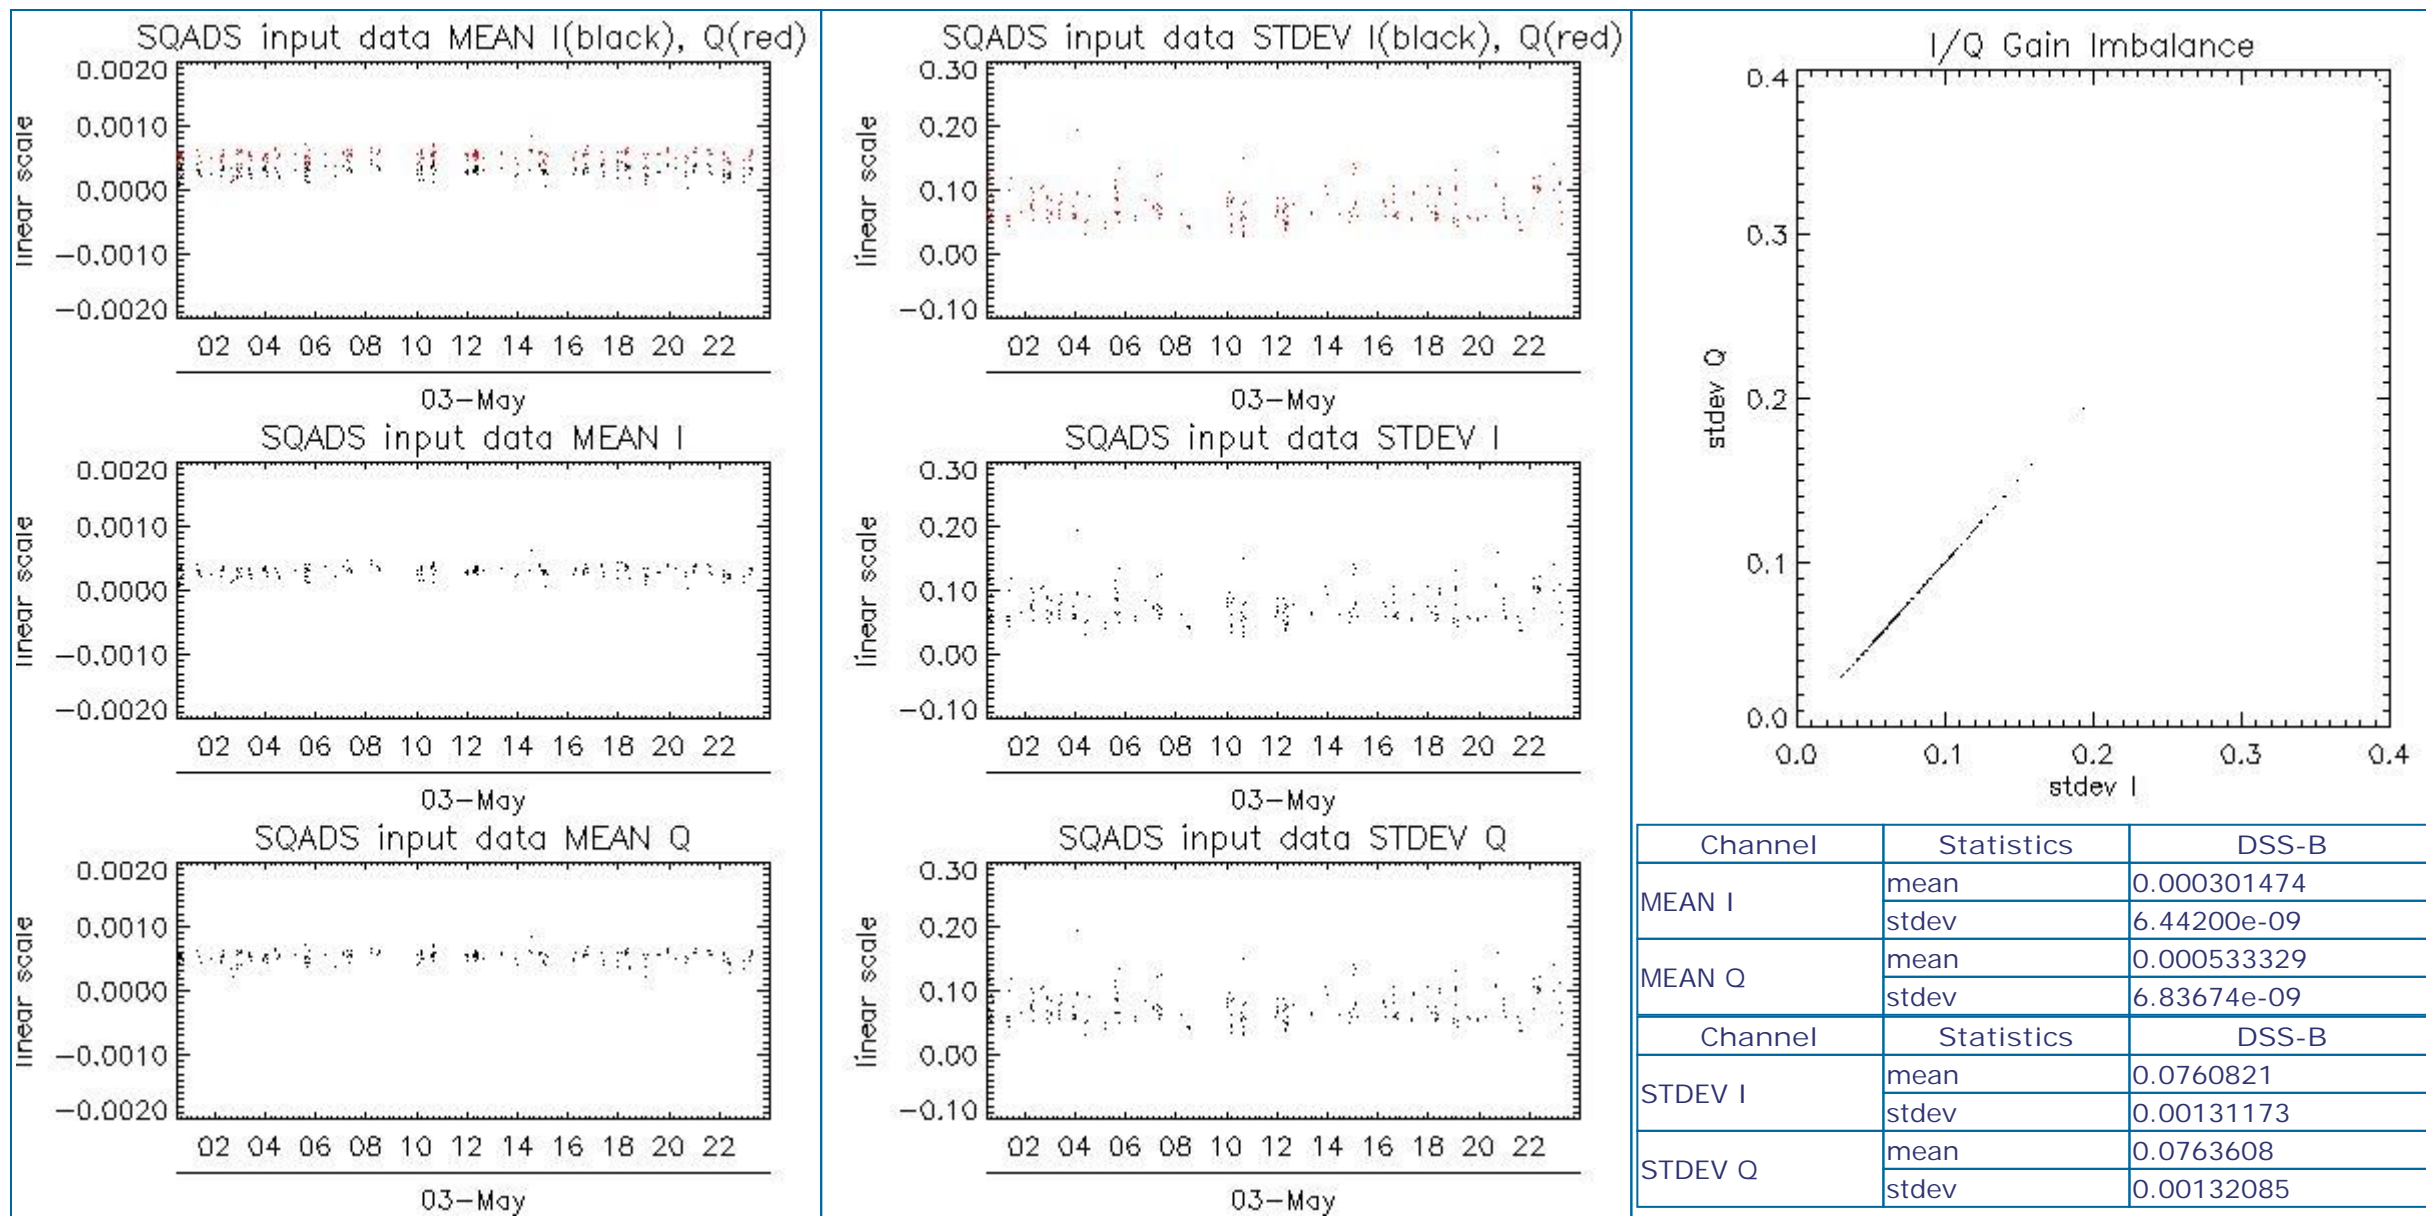 SQADS input data MEAN I(black), Q(red)
linear scale
0.0020
0.0010
0.0000
−0.0010
−0.0020
02 04 06 08 10 12 14 16 18 20 22
03−May
SQADS input data MEAN I
linear scale
0.0020
0.0010
0.0000
−0.0010
−0.0020
02 04 06 08 10 12 14 16 18 20 22
03−May
SQADS input data MEAN Q
linear scale
0.0020
0.0010
0.0000
−0.0010
−0.0020
02 04 06 08 10 12 14 16 18 20 22
03−May
SQADS input data STDEV I(black), Q(red)
linear scale
0.30
0.20
0.10
0.00
−0.10
02 04 06 08 10 12 14 16 18 20 22
03−May
SQADS input data STDEV I
linear scale
0.30
0.20
0.10
0.00
−0.10
02 04 06 08 10 12 14 16 18 20 22
03−May
SQADS input data STDEV Q
linear scale
0.30
0.20
0.10
0.00
−0.10
02 04 06 08 10 12 14 16 18 20 22
03−May
I/Q Gain Imbalance
stdev Q
0.4
0.3
0.2
0.1
0.0
0.0 0.1 0.2 0.3 0.4
stdev I
Channel Statistics DSS-B
MEAN I mean 0.000301474
stdev 6.44200e-09
MEAN Q mean 0.000533329
stdev 6.83674e-09
Channel Statistics DSS-B
STDEV I mean 0.0760821
stdev 0.00131173
STDEV Q mean 0.0763608
stdev 0.00132085